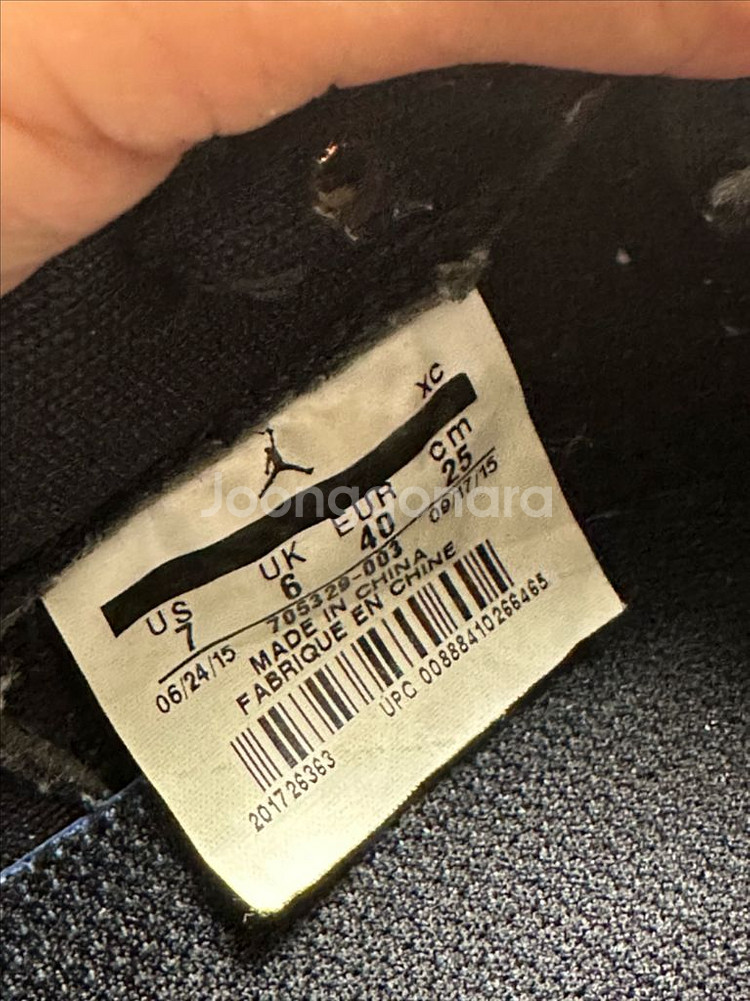 XC
US UK EUR cm
7 6 40 25
06/24/15 705329-003 09/17/15
MADE IN CHINA
FABRIQUE EN CHINE
UPC 00888410266465
201726363
Joonggonara